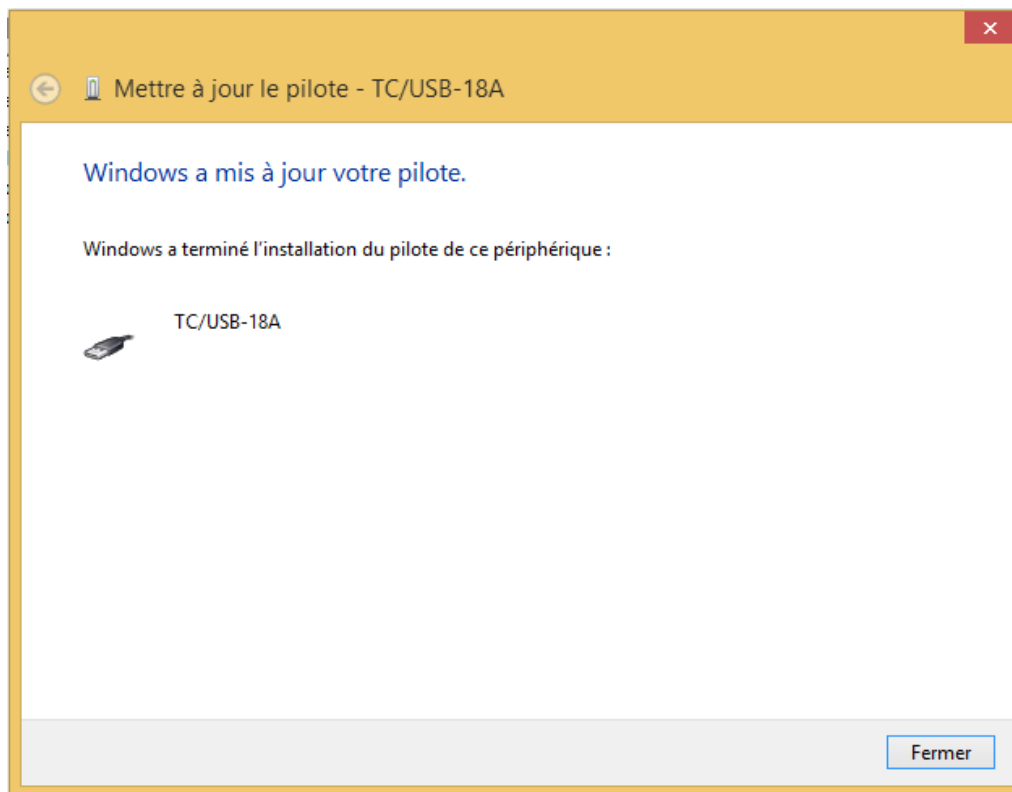 Mettre à jour le pilote - TC/USB-18A
Windows a mis à jour votre pilote.
Windows a terminé l'installation du pilote de ce périphérique :
TC/USB-18A
Fermer